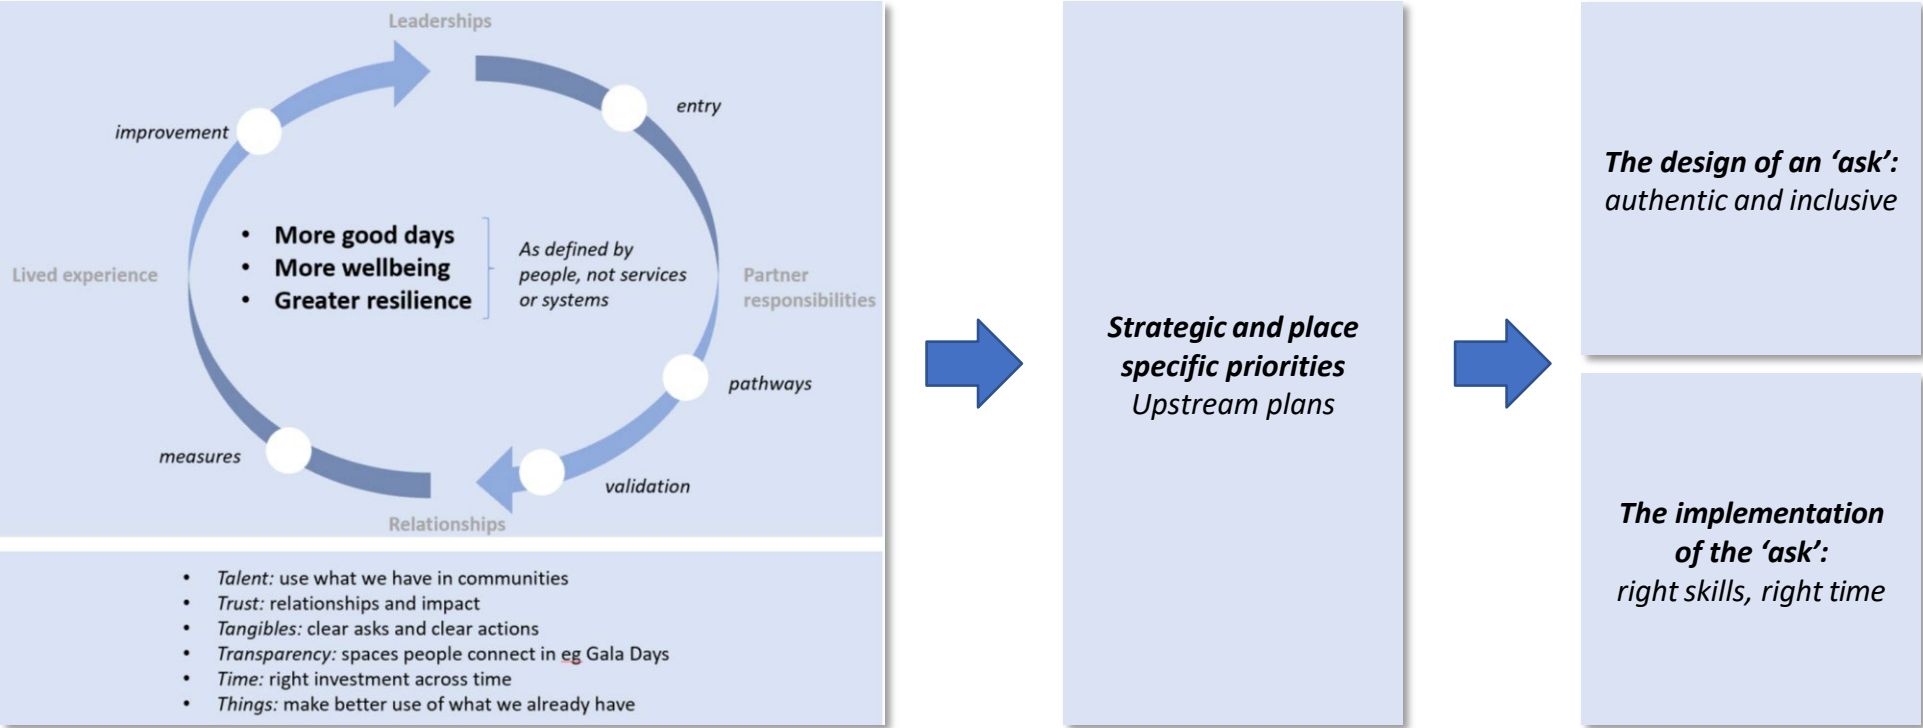 Leaderships
entry
improvement
• More good days
• More wellbeing
• Greater resilience
As defined by
people, not services
or systems
Lived experience
Partner
responsibilities
pathways
measures
validation
Relationships
• Talent: use what we have in communities
• Trust: relationships and impact
• Tangibles: clear asks and clear actions
• Transparency: spaces people connect in eg Gala Days
• Time: right investment across time
• Things: make better use of what we already have
Strategic and place
specific priorities
Upstream plans
The design of an ‘ask’:
authentic and inclusive
The implementation
of the ‘ask’:
right skills, right time